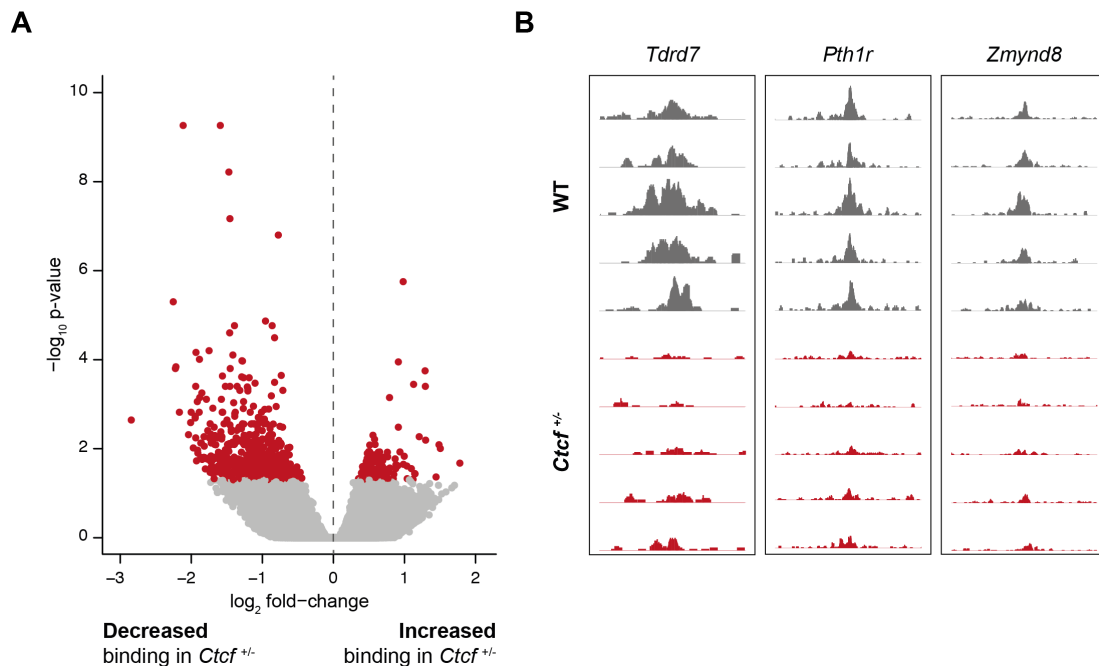 A
B
Tdrd7
Pth1r
Zmynd8
10
8
6
4
2
0
−log10 p-value
−3
−2
−1
0
1
2
log2 fold−change
Decreased
binding in Ctcf +/-
Increased
binding in Ctcf +/-
WT
Ctcf +/-